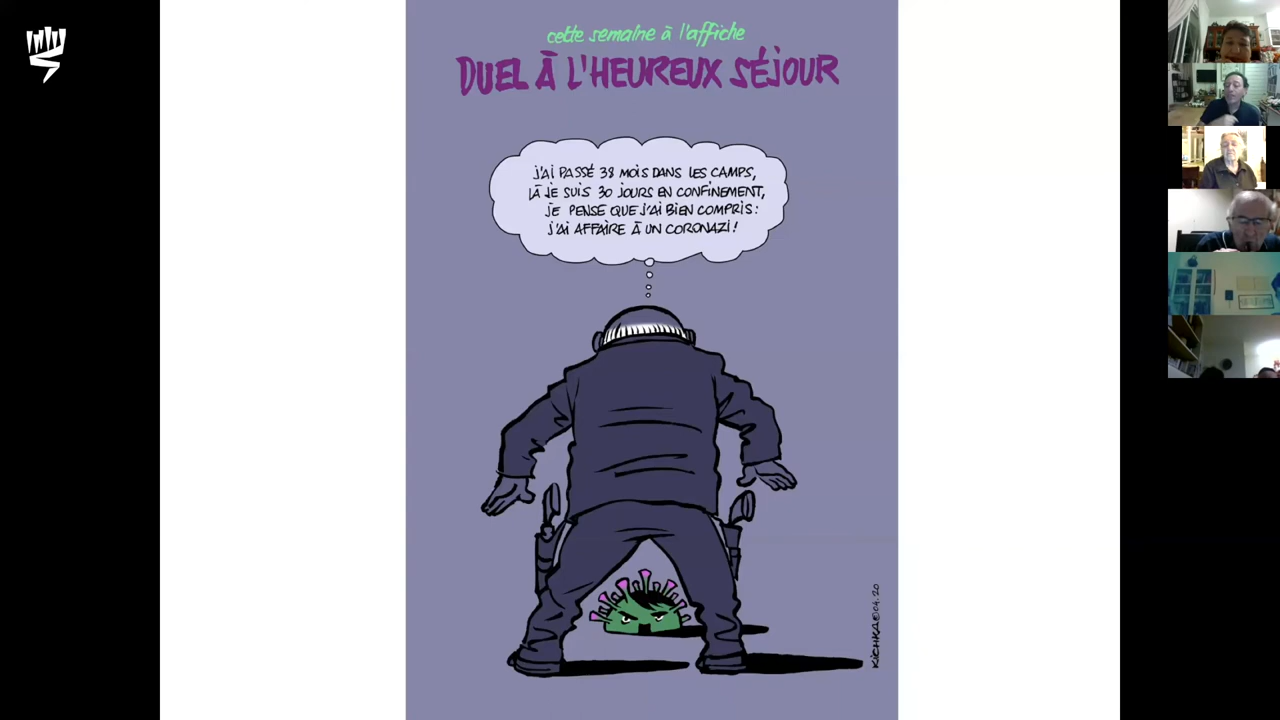 cette semaine à l'affiche
DUEL À L'HEUREUX SÉJOUR
J'AI PASSÉ 38 MOIS DANS LES CAMPS,
LÀ JE SUIS 30 JOURS EN CONFINEMENT,
JE PENSE QUE J'AI BIEN COMPRIS:
J'AI AFFAIRE À UN CORONAZI!
KICHKA©04.20